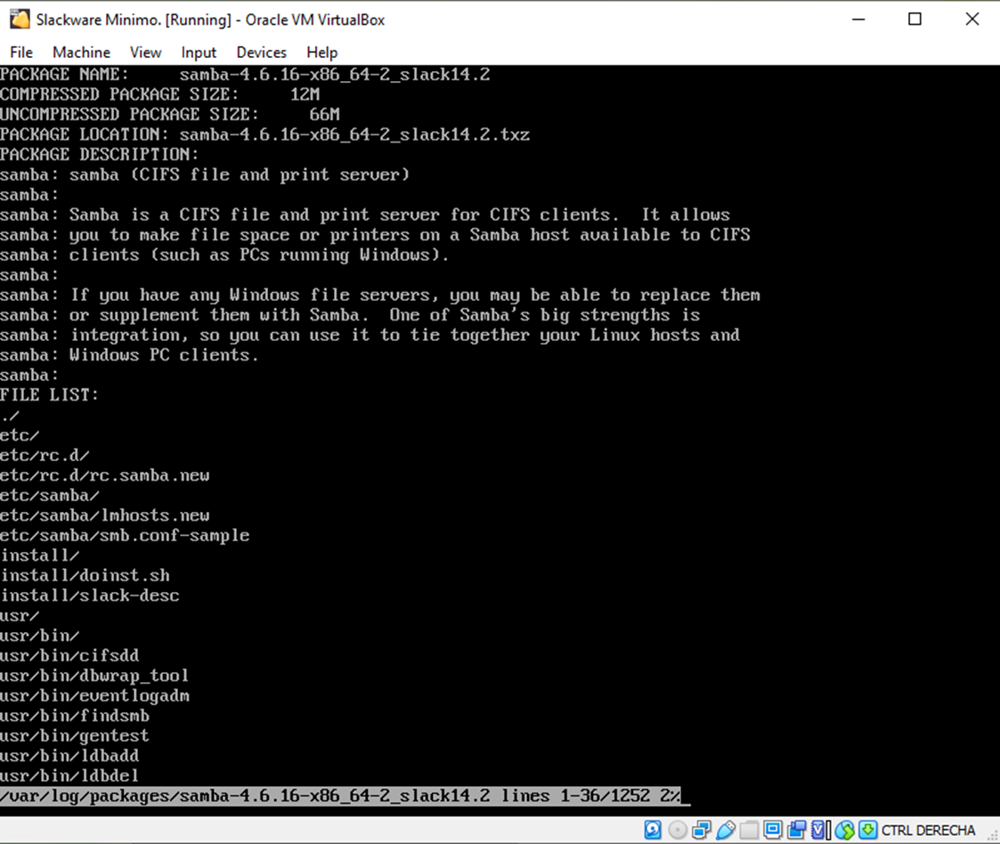 Slackware Minimo. [Running] - Oracle VM VirtualBox
File Machine View Input Devices Help
PACKAGE NAME:     samba-4.6.16-x86_64-2_slack14.2
COMPRESSED PACKAGE SIZE:     12M
UNCOMPRESSED PACKAGE SIZE:     66M
PACKAGE LOCATION: samba-4.6.16-x86_64-2_slack14.2.txz
PACKAGE DESCRIPTION:
samba: samba (CIFS file and print server)
samba:
samba: Samba is a CIFS file and print server for CIFS clients.  It allows
samba: you to make file space or printers on a Samba host available to CIFS
samba: clients (such as PCs running Windows).
samba:
samba: If you have any Windows file servers, you may be able to replace them
samba: or supplement them with Samba.  One of Samba's big strengths is
samba: integration, so you can use it to tie together your Linux hosts and
samba: Windows PC clients.
samba:
FILE LIST:
./
etc/
etc/rc.d/
etc/rc.d/rc.samba.new
etc/samba/
etc/samba/lmhosts.new
etc/samba/smb.conf-sample
install/
install/doinst.sh
install/slack-desc
usr/
usr/bin/
usr/bin/cifsdd
usr/bin/dbwrap_tool
usr/bin/eventlogadm
usr/bin/findsmb
usr/bin/gentest
usr/bin/ldbadd
usr/bin/ldbdel
/var/log/packages/samba-4.6.16-x86_64-2_slack14.2 lines 1-36/1252 2%
CTRL DERECHA